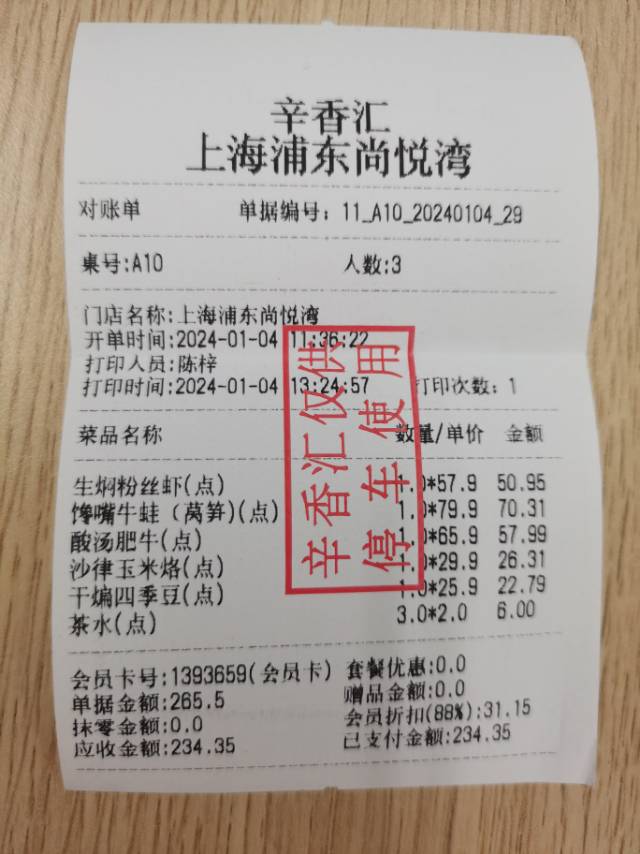 辛香汇
上海浦东尚悦湾
对账单 单据编号: 11_A10_20240104_29
桌号:A10 人数:3
门店名称:上海浦东尚悦湾
开单时间:2024-01-04 11:36:22
打印人员:陈梓
打印时间:2024-01-04 13:24:57 打印次数: 1
菜品名称 数量/单价 金额
生焖粉丝虾(点) 1.0*57.9 50.95
馋嘴牛蛙（莴笋)(点) 1.0*79.9 70.31
酸汤肥牛(点) 1.0*65.9 57.99
沙律玉米烙(点) 1.0*29.9 26.31
干煸四季豆(点) 1.0*25.9 22.79
茶水(点) 3.0*2.0 6.00
会员卡号:1393659(会员卡) 套餐优惠:0.0
单据金额:265.5 赠品金额:0.0
抹零金额:0.0 会员折扣(88%):31.15
应收金额:234.35 已支付金额:234.35
辛香汇仅供
停车使用